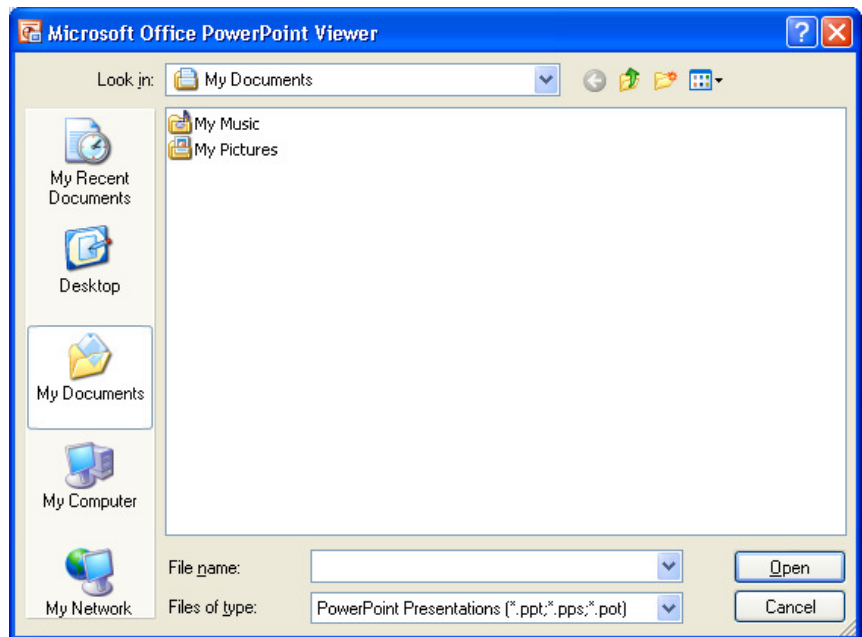 Microsoft Office PowerPoint Viewer
Look in:
My Documents
My Recent
Documents
Desktop
My Documents
My Computer
My Network
My Music
My Pictures
File name:
Open
Files of type:
PowerPoint Presentations (*.ppt;*.pps;*.pot)
Cancel